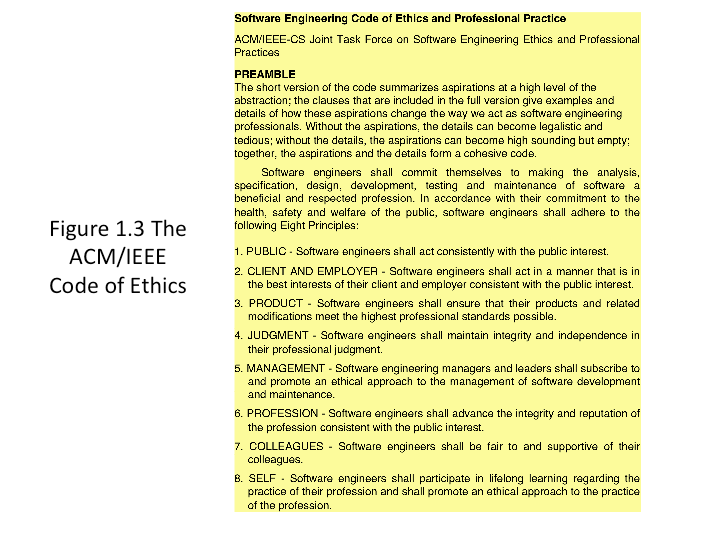 Figure 1.3 The
ACM/IEEE
Code of Ethics
Software Engineering Code of Ethics and Professional Practice
ACM/IEEE-CS Joint Task Force on Software Engineering Ethics and Professional
Practices
PREAMBLE
The short version of the code summarizes aspirations at a high level of the
abstraction; the clauses that are included in the full version give examples and
details of how these aspirations change the way we act as software engineering
professionals. Without the aspirations, the details can become legalistic and
tedious; without the details, the aspirations can become high sounding but empty;
together, the aspirations and the details form a cohesive code.
Software engineers shall commit themselves to making the analysis,
specification, design, development, testing and maintenance of software a
beneficial and respected profession. In accordance with their commitment to the
health, safety and welfare of the public, software engineers shall adhere to the
following Eight Principles:
1. PUBLIC - Software engineers shall act consistently with the public interest.
2. CLIENT AND EMPLOYER - Software engineers shall act in a manner that is in
the best interests of their client and employer consistent with the public interest.
3. PRODUCT - Software engineers shall ensure that their products and related
modifications meet the highest professional standards possible.
4. JUDGMENT - Software engineers shall maintain integrity and independence in
their professional judgment.
5. MANAGEMENT - Software engineering managers and leaders shall subscribe to
and promote an ethical approach to the management of software development
and maintenance.
6. PROFESSION - Software engineers shall advance the integrity and reputation of
the profession consistent with the public interest.
7. COLLEAGUES - Software engineers shall be fair to and supportive of their
colleagues.
8. SELF - Software engineers shall participate in lifelong learning regarding the
practice of their profession and shall promote an ethical approach to the practice
of the profession.